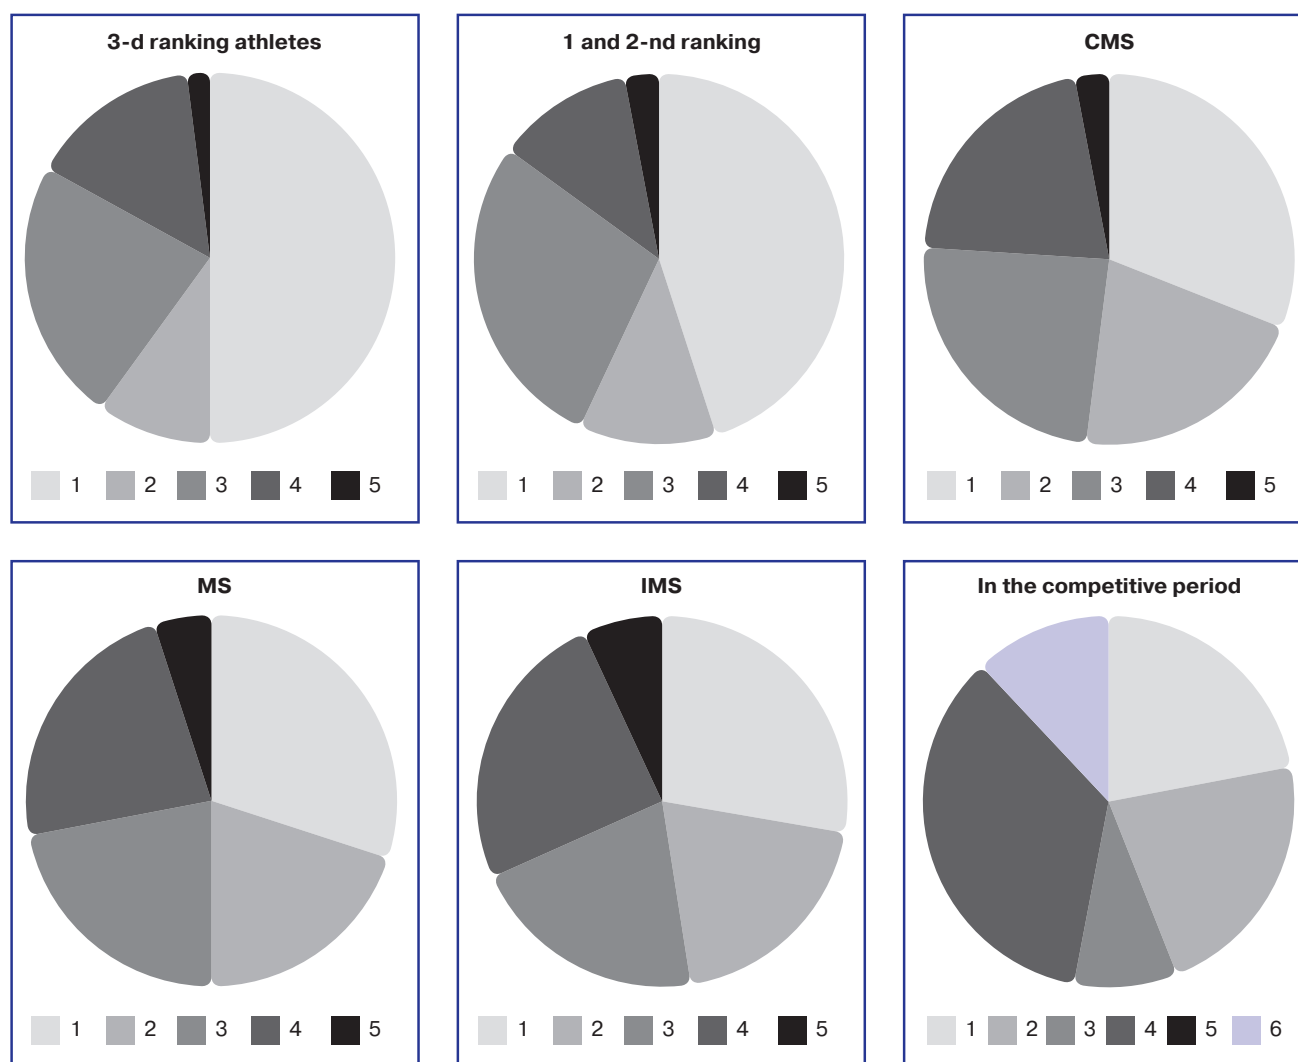 3-d ranking athletes
1 2 3 4 5
1 and 2-nd ranking
1 2 3 4 5
CMS
1 2 3 4 5
MS
1 2 3 4 5
IMS
1 2 3 4 5
In the competitive period
1 2 3 4 5 6